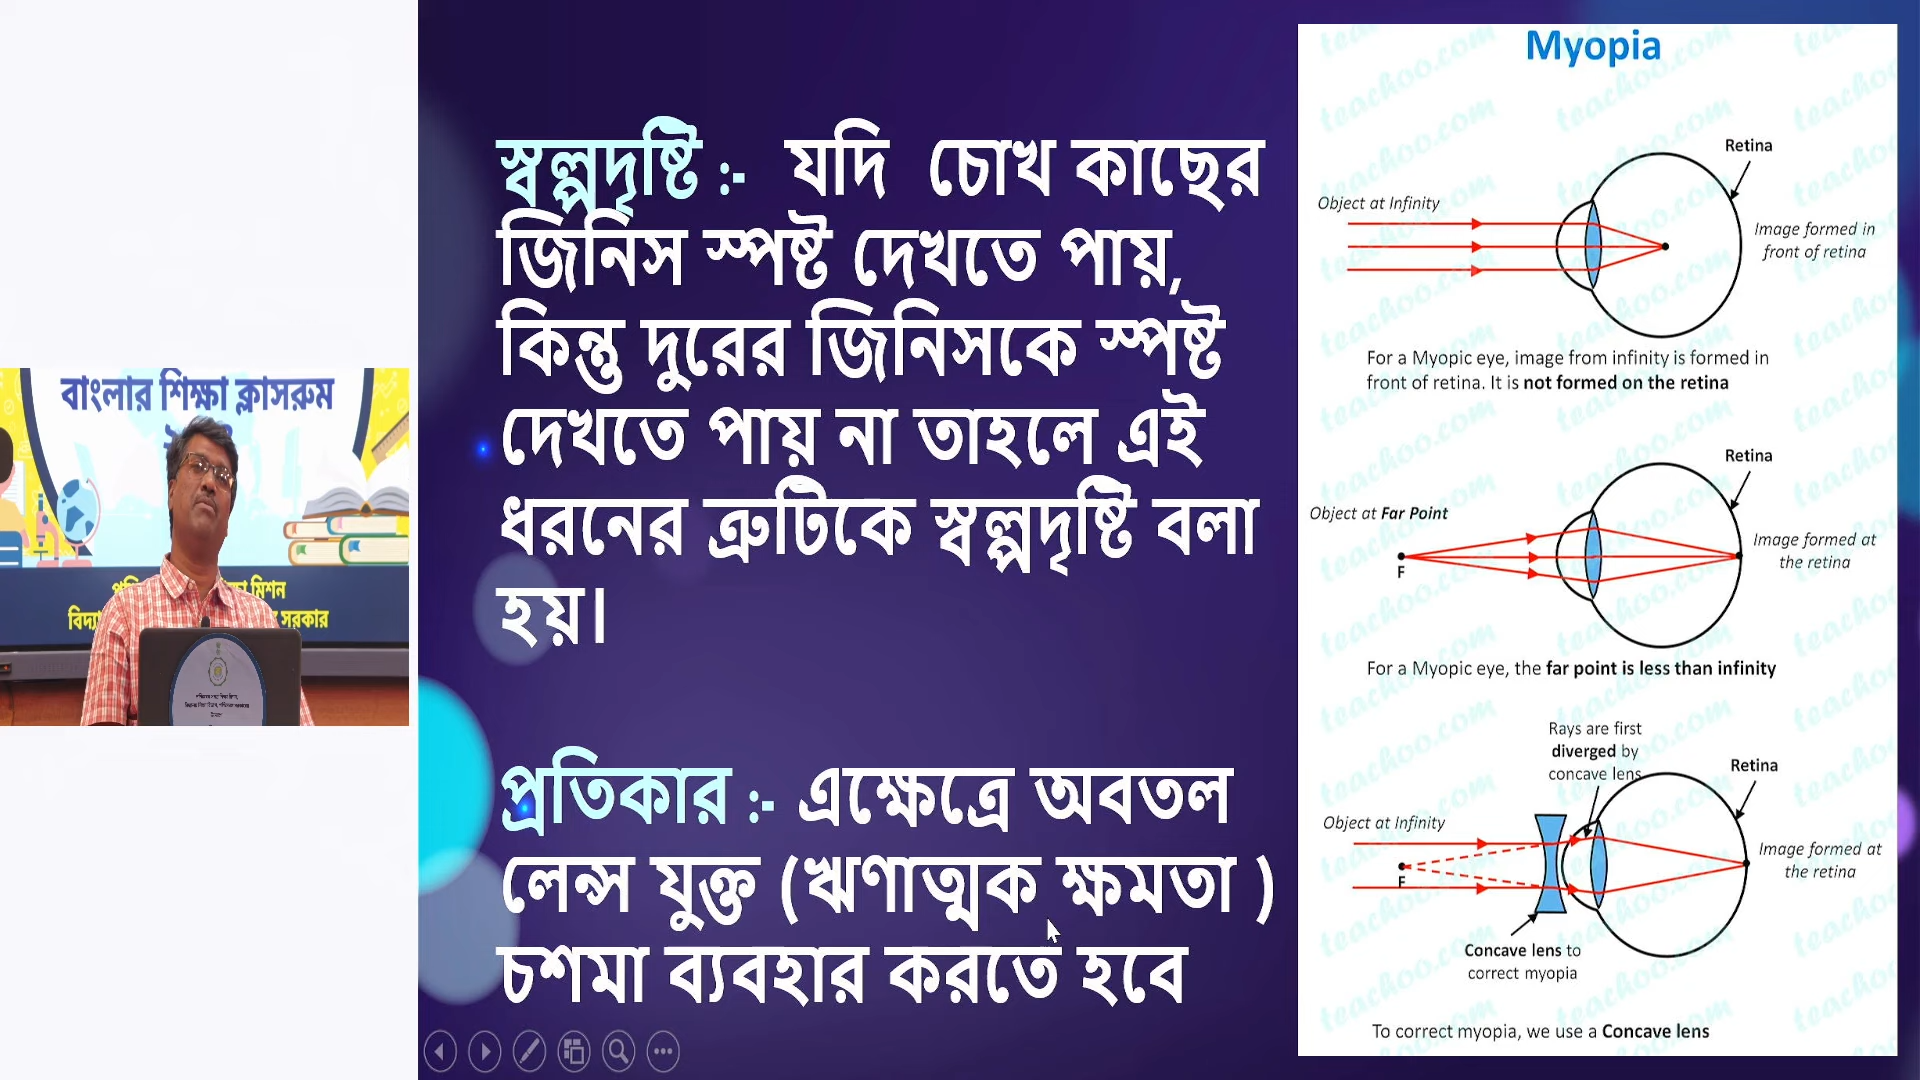 বাংলার শিক্ষা ক্লাসরুম
মিশন
সরকার
স্বল্পদৃষ্টি :- যদি চোখ কাছের
জিনিস স্পষ্ট দেখতে পায়,
কিন্তু দুরের জিনিসকে স্পষ্ট
দেখতে পায় না তাহলে এই
ধরনের ত্রুটিকে স্বল্পদৃষ্টি বলা
হয়।
প্রতিকার :- এক্ষেত্রে অবতল
লেন্স যুক্ত (ঋণাত্মক ক্ষমতা )
চশমা ব্যবহার করতে হবে
Myopia
Retina
Object at Infinity
Image formed in
front of retina
For a Myopic eye, image from infinity is formed in
front of retina. It is not formed on the retina
Retina
Object at Far Point
F
Image formed at
the retina
For a Myopic eye, the far point is less than infinity
Rays are first
diverged by
concave lens
Retina
Object at Infinity
F
Image formed at
the retina
Concave lens to
correct myopia
To correct myopia, we use a Concave lens
teachoo.com